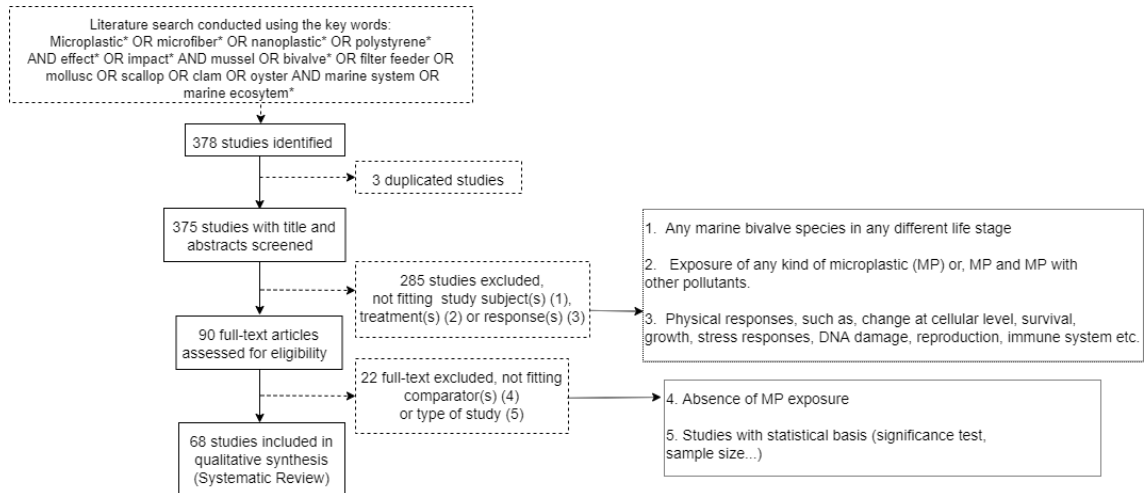 Literature search conducted using the key words:
Microplastic* OR microfiber* OR nanoplastic* OR polystyrene*
AND effect* OR impact* AND mussel OR bivalve* OR filter feeder OR
mollusc OR scallop OR clam OR oyster AND marine system OR
marine ecosytem*
378 studies identified
3 duplicated studies
375 studies with title and
abstracts screened
285 studies excluded,
not fitting study subject(s) (1),
treatment(s) (2) or response(s) (3)
1. Any marine bivalve species in any different life stage
2. Exposure of any kind of microplastic (MP) or, MP and MP with
other pollutants.
3. Physical responses, such as, change at cellular level, survival,
growth, stress responses, DNA damage, reproduction, immune system etc.
90 full-text articles
assessed for eligibility
22 full-text excluded, not fitting
comparator(s) (4)
or type of study (5)
4. Absence of MP exposure
5. Studies with statistical basis (significance test,
sample size...)
68 studies included in
qualitative synthesis
(Systematic Review)